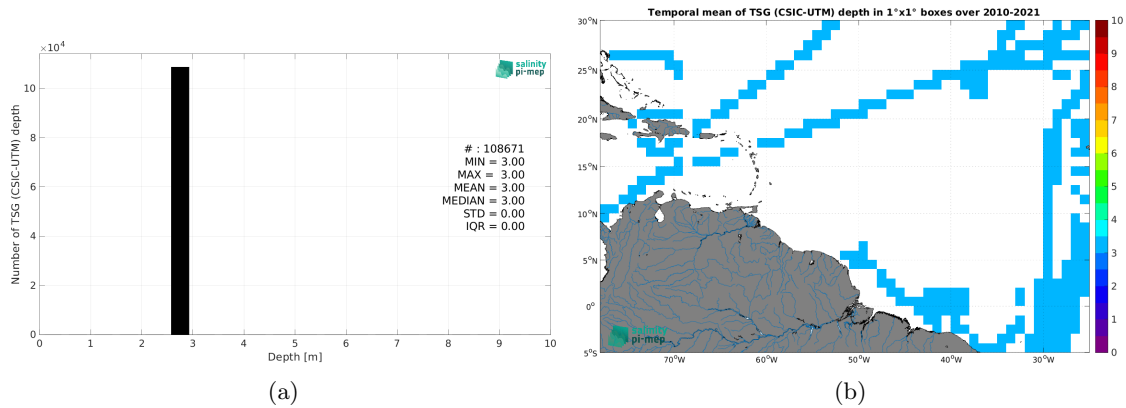 ×10⁴
10
8
6
4
2
0
Number of TSG (CSIC-UTM) depth
0 1 2 3 4 5 6 7 8 9 10
Depth [m]
salinity
pi-mep
# : 108671
MIN = 3.00
MAX = 3.00
MEAN = 3.00
MEDIAN = 3.00
STD = 0.00
IQR = 0.00
(a)
Temporal mean of TSG (CSIC-UTM) depth in 1°x1° boxes over 2010-2021
30°N
25°N
20°N
15°N
10°N
5°N
0°
5°S
70°W 60°W 50°W 40°W 30°W
salinity
pi-mep
10
9
8
7
6
5
4
3
2
1
0
(b)